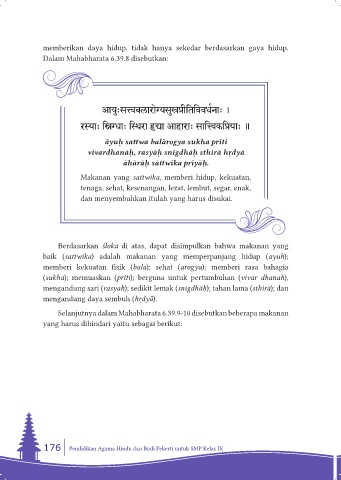 memberikan daya hidup, tidak hanya sekedar berdasarkan gaya hidup.
Dalam Mahabharata 6.39.8 disebutkan:
आयुःसत्त्वबलारोग्यसुखप्रीतिविवर्धनाः ।
रस्याः स्निग्धाः स्थिरा हृद्या आहाराः सात्त्विकप्रियाः ॥
āyuḥ sattwa balārogya sukha prīti
vivardhanāḥ, rasyāḥ snigdhāḥ sthirā hṛdyā
āhārāḥ sāttwika priyāḥ.
Makanan yang sattwika, memberi hidup, kekuatan,
tenaga, sehat, kesenangan, lezat, lembut, segar, enak,
dan menyembuhkan itulah yang harus disukai.
Berdasarkan śloka di atas, dapat disimpulkan bahwa makanan yang
baik (sattwika) adalah makanan yang memperpanjang hidup (ayuh);
memberi kekuatan fisik (bala); sehat (arogya); memberi rasa bahagia
(sukha); memuaskan (prīti); berguna untuk pertumbuhan (vivar dhanah),
mengandung sari (rasyah); sedikit lemak (snigdhāḥ); tahan lama (sthirā); dan
mengandung daya sembuh (hṛdyā).
Selanjutnya dalam Mahabharata 6.39.9-10 disebutkan beberapa makanan
yang harus dihindari yaitu sebagai berikut:
176 Pendidikan Agama Hindu dan Budi Pekerti untuk SMP Kelas IX